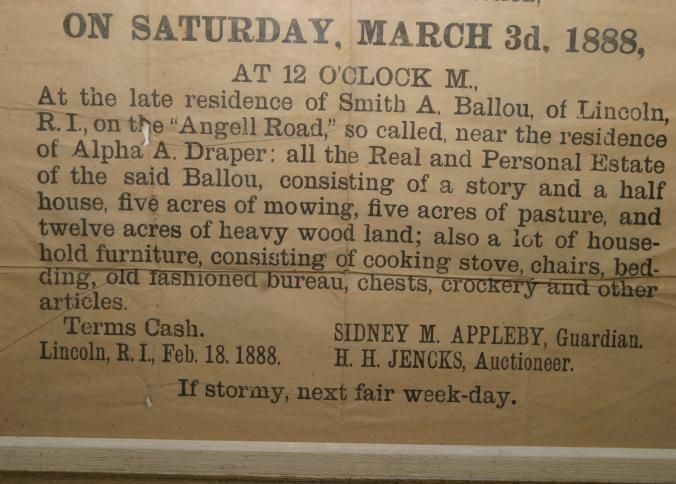 ON SATURDAY, MARCH 3d, 1888,
AT 12 O'CLOCK M.,
At the late residence of Smith A. Ballou, of Lincoln,
R. I., on the "Angell Road," so called, near the residence
of Alpha A. Draper: all the Real and Personal Estate
of the said Ballou, consisting of a story and a half
house, five acres of mowing, five acres of pasture, and
twelve acres of heavy wood land; also a lot of house-
hold furniture, consisting of cooking stove, chairs, bed-
ding, old fashioned bureau, chests, crockery and other
articles.
Terms Cash.
SIDNEY M. APPLEBY, Guardian.
Lincoln, R. I., Feb. 18. 1888.
H. H. JENCKS, Auctioneer.
If stormy, next fair week-day.